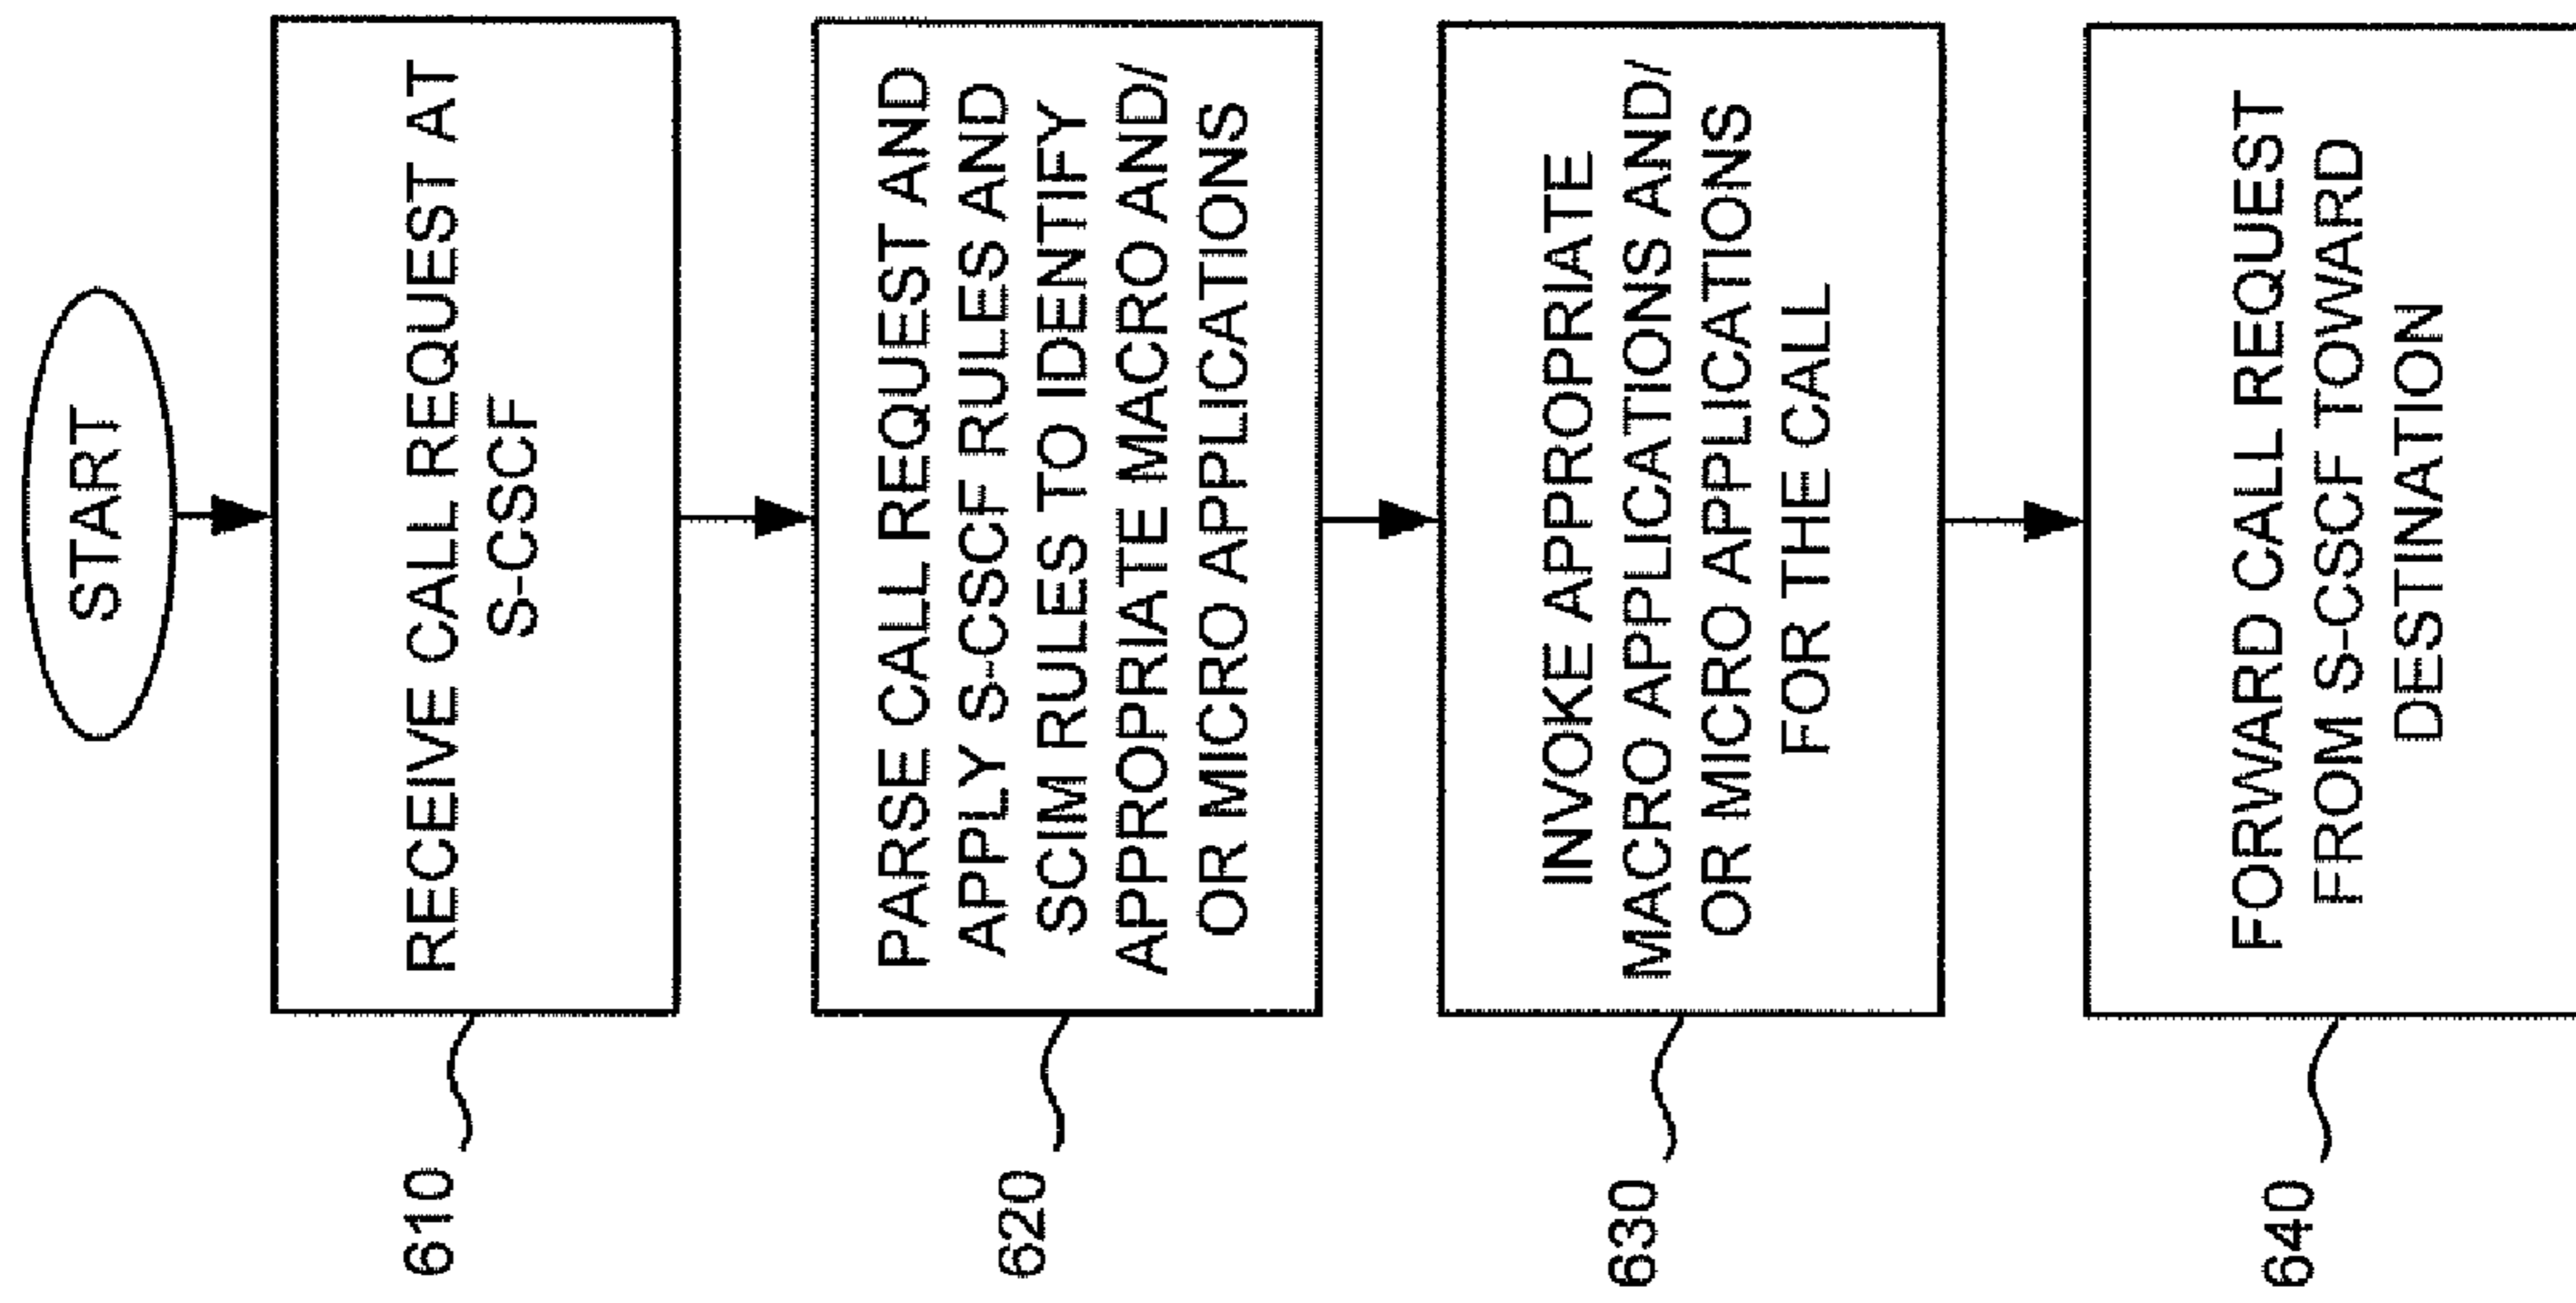 START
610
RECEIVE CALL REQUEST AT
S-CSCF
620
PARSE CALL REQUEST AND
APPLY S-CSCF RULES AND
SCIM RULES TO IDENTIFY
APPROPRIATE MACRO AND/
OR MICRO APPLICATIONS
630
INVOKE APPROPRIATE
MACRO APPLICATIONS AND/
OR MICRO APPLICATIONS
FOR THE CALL
640
FORWARD CALL REQUEST
FROM S-CSCF TOWARD
DESTINATION